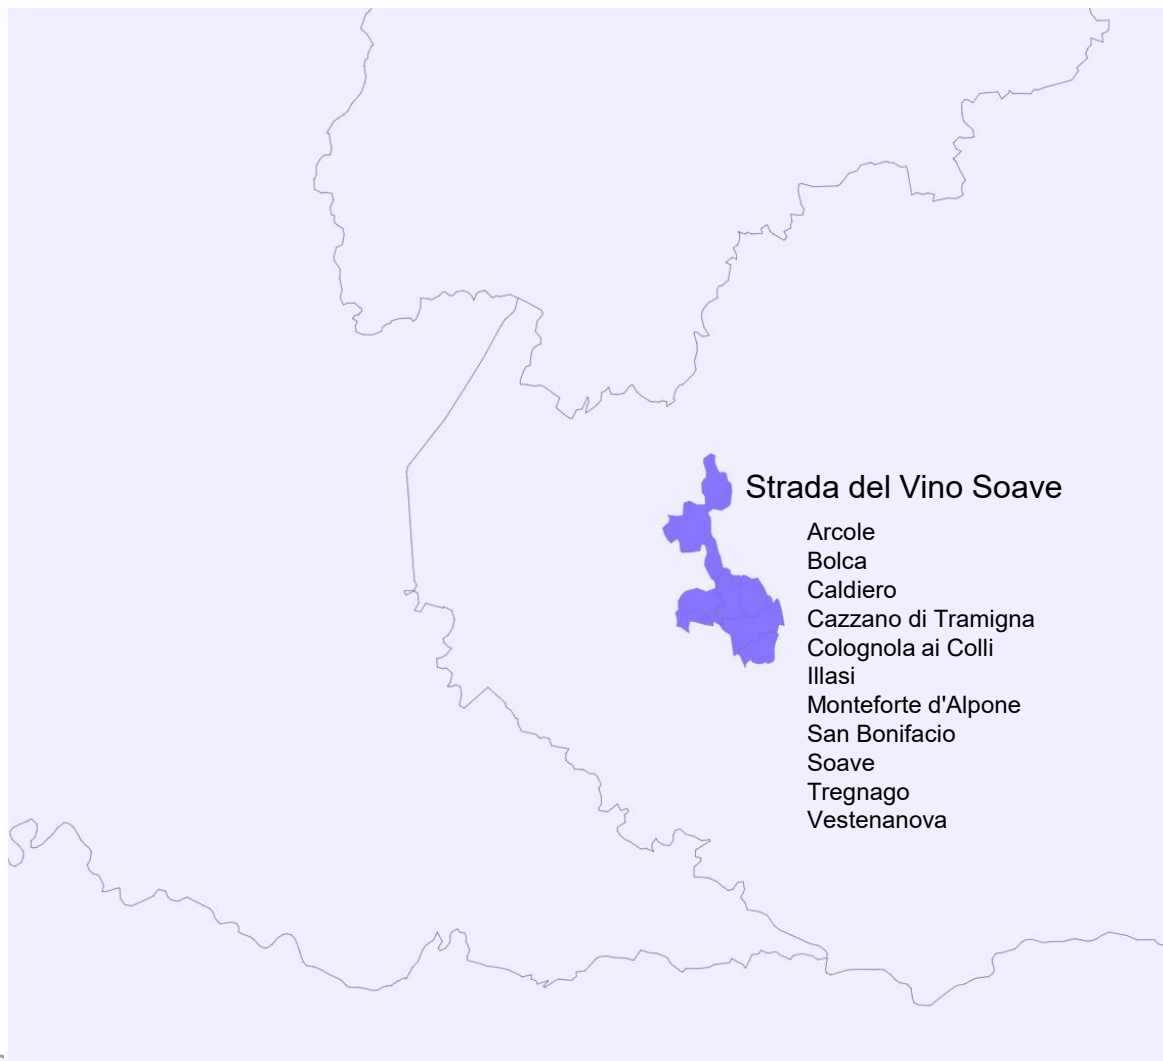 Strada del Vino Soave
Arcole
Bolca
Caldiero
Cazzano di Tramigna
Colognola ai Colli
Illasi
Monteforte d'Alpone
San Bonifacio
Soave
Tregnago
Vestenanova